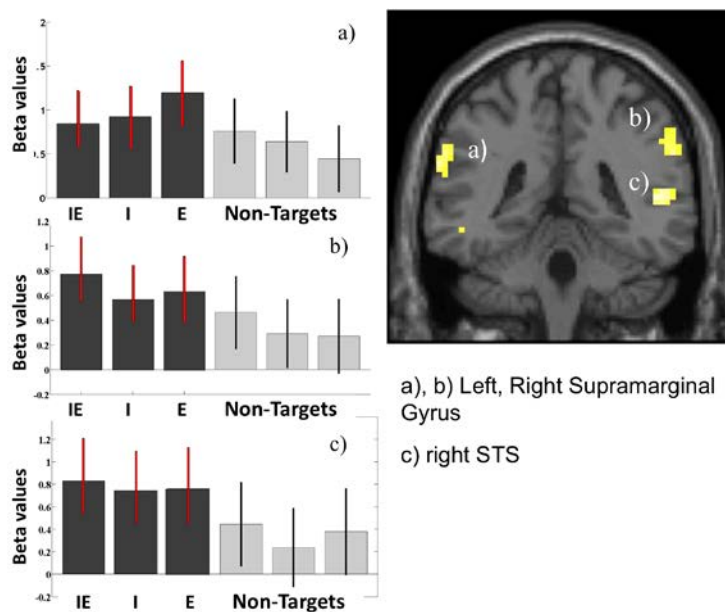 2
.5
1
.5
0
Beta values
a)
IE I E Non-Targets
1.2
1
0.8
0.6
0.4
0.2
0
-0.2
Beta values
b)
IE I E Non-Targets
1.2
1
0.8
0.6
0.4
0.2
0
-0.2
Beta values
c)
IE I E Non-Targets
a)
b)
c)
a), b) Left, Right Supramarginal
Gyrus
c) right STS